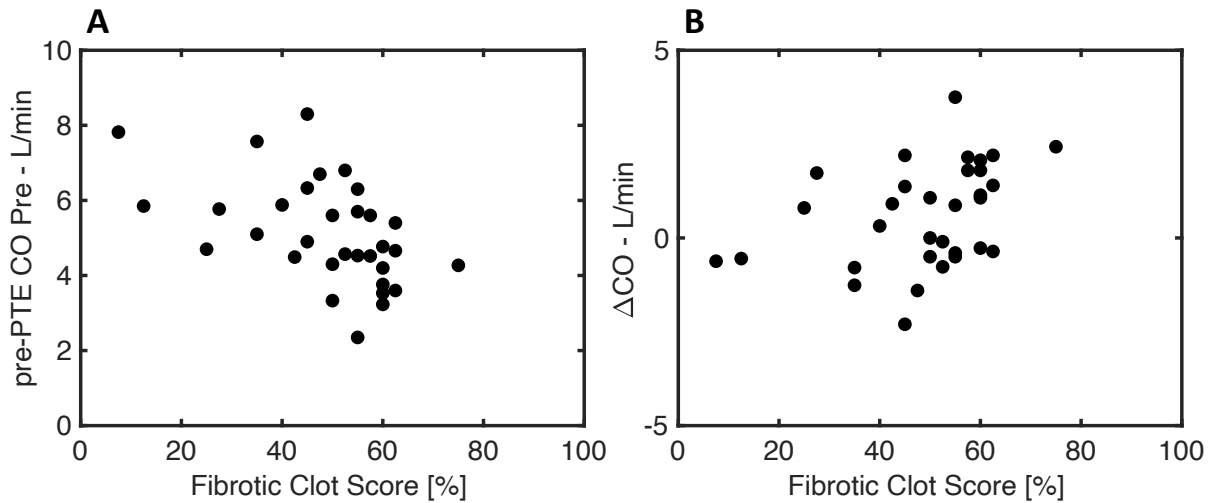 A
B
10
8
6
4
2
0
pre-PTE CO Pre - L/min
0 20 40 60 80 100
Fibrotic Clot Score [%]
5
0
-5
ΔCO - L/min
0 20 40 60 80 100
Fibrotic Clot Score [%]